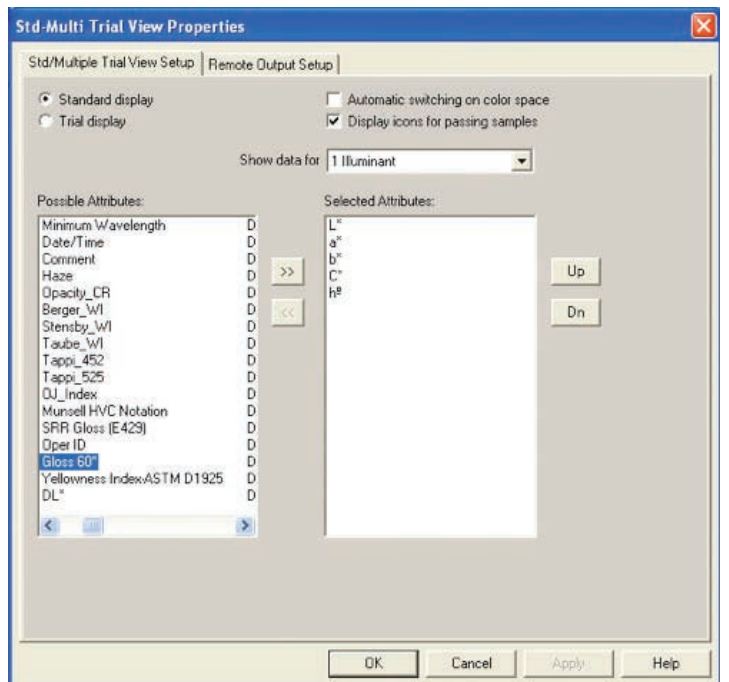 Std-Multi Trial View Properties
Std/Multiple Trial View Setup Remote Output Setup
Standard display
Trial display
Automatic switching on color space
Display icons for passing samples
Show data for 1 Illuminant
Possible Attributes:
Minimum Wavelength D
Date/Time D
Comment D
Haze D
Opacity_CR D
Berger_WI D
Stensby_WI D
Taube_WI D
Tappi_452 D
Tappi_525 D
OJ_Index D
Munsell HVC Notation D
SRR Gloss (E429) D
Oper ID D
Gloss 60° D
Yellowness Index:ASTM D1925 D
DL* D
>>
<<
Selected Attributes:
L*
a*
b*
C*
hº
Up
Dn
OK Cancel Apply Help